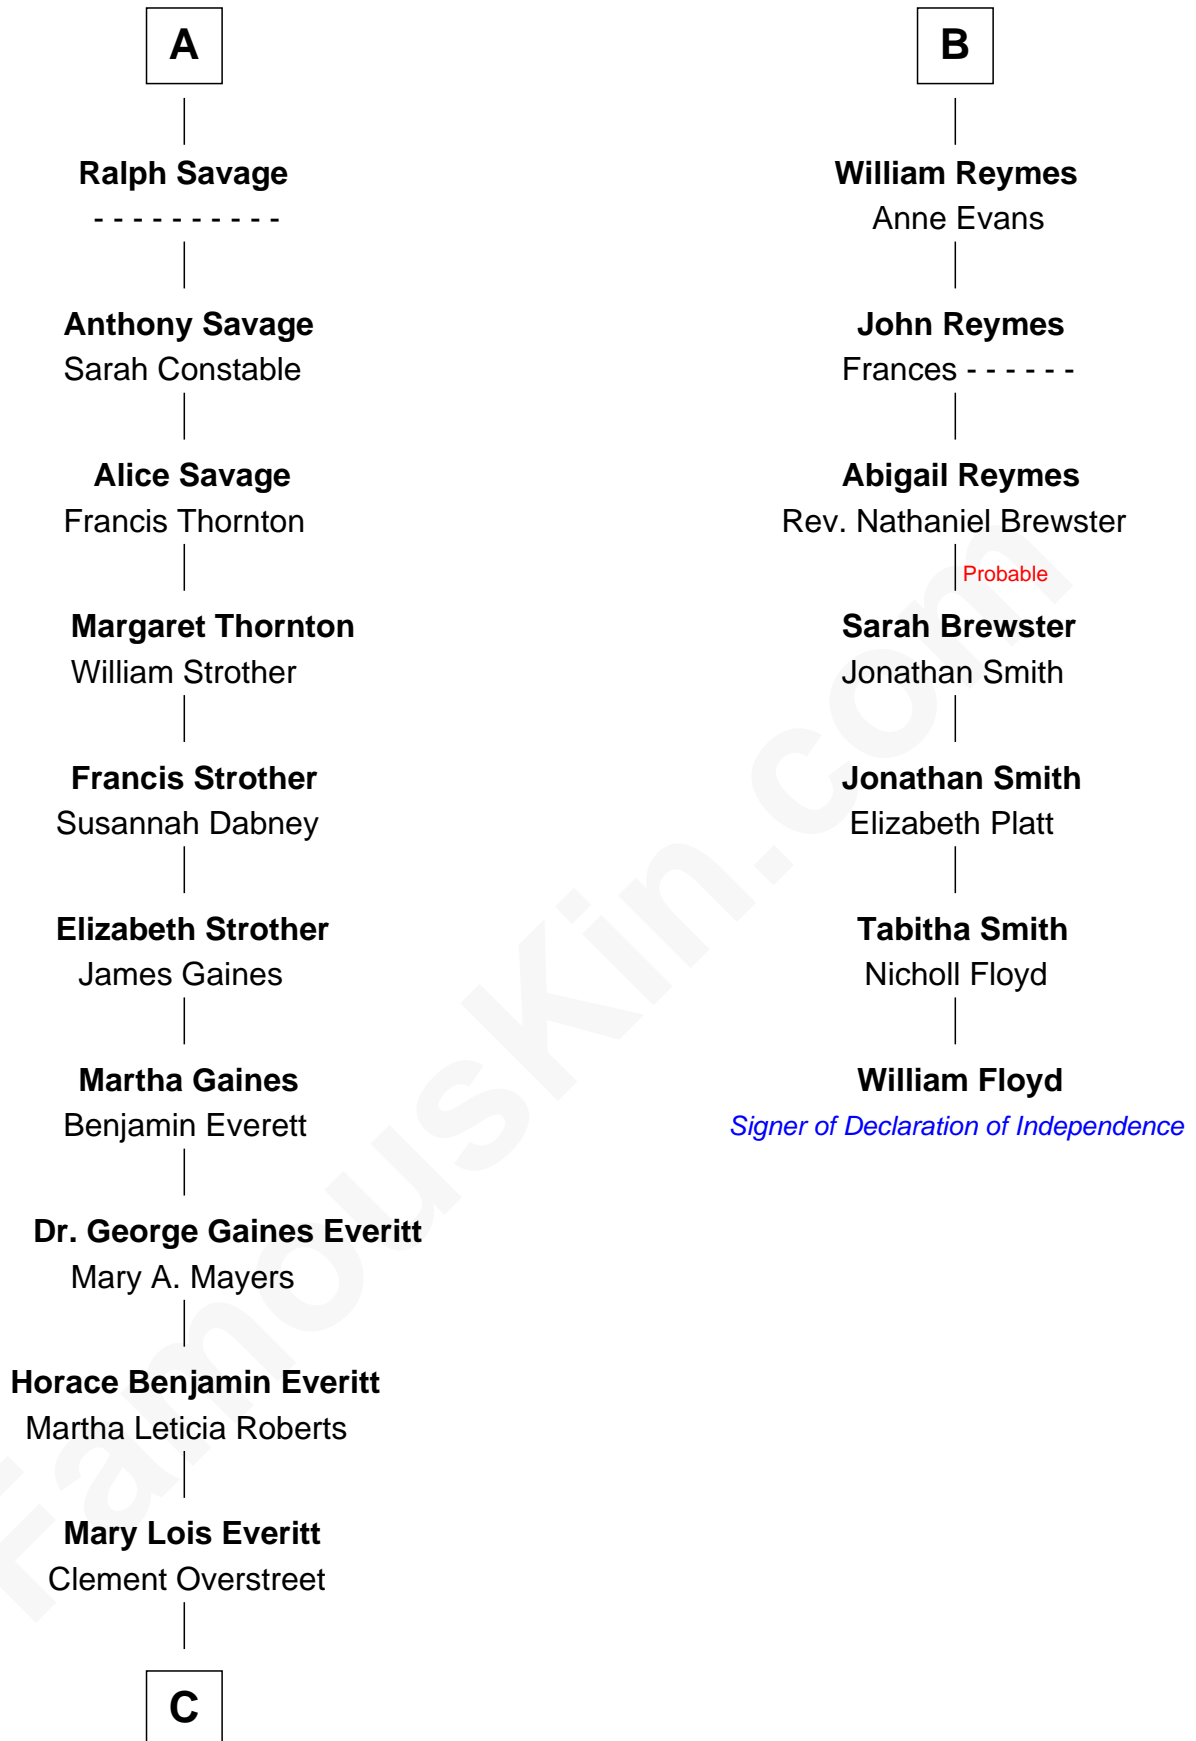 A
Ralph Savage
- - - - - - - - - -
Anthony Savage
Sarah Constable
Alice Savage
Francis Thornton
Margaret Thornton
William Strother
Francis Strother
Susannah Dabney
Elizabeth Strother
James Gaines
Martha Gaines
Benjamin Everett
Dr. George Gaines Everitt
Mary A. Mayers
Horace Benjamin Everitt
Martha Leticia Roberts
Mary Lois Everitt
Clement Overstreet
C
B
William Reymes
Anne Evans
John Reymes
Frances - - - - - -
Abigail Reymes
Rev. Nathaniel Brewster
Probable
Sarah Brewster
Jonathan Smith
Jonathan Smith
Elizabeth Platt
Tabitha Smith
Nicholl Floyd
William Floyd
Signer of Declaration of Independence
FamousKin.com